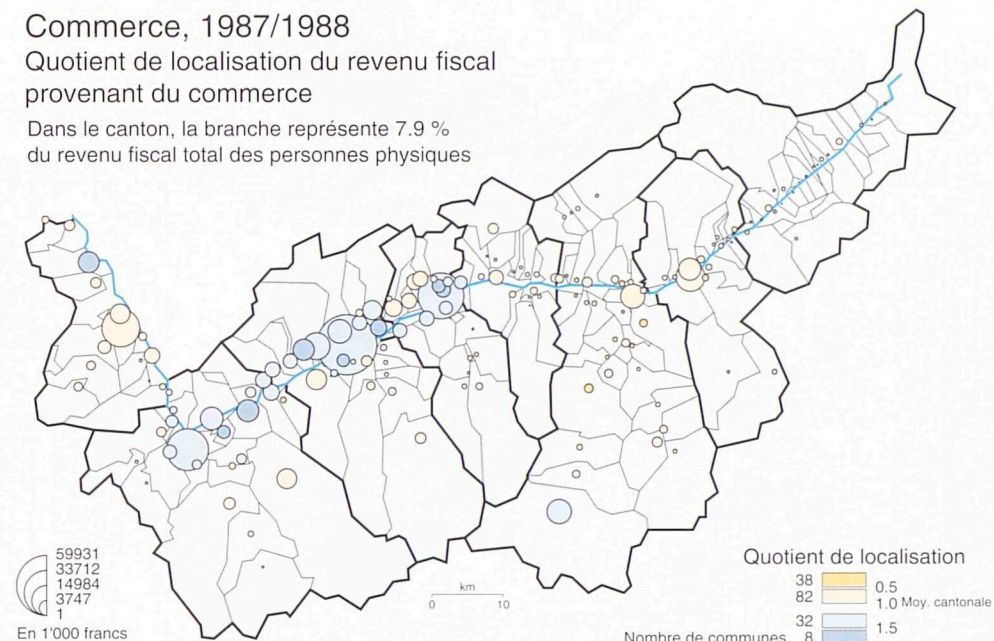 Commerce, 1987/1988
Quotient de localisation du revenu fiscal
provenant du commerce
Dans le canton, la branche représente 7.9 %
du revenu fiscal total des personnes physiques
59931
33712
14984
3747
1
En 1'000 francs
km
0 10
Quotient de localisation
38
0.5
82
1.0 Moy. cantonale
32
1.5
Nombre de communes 8